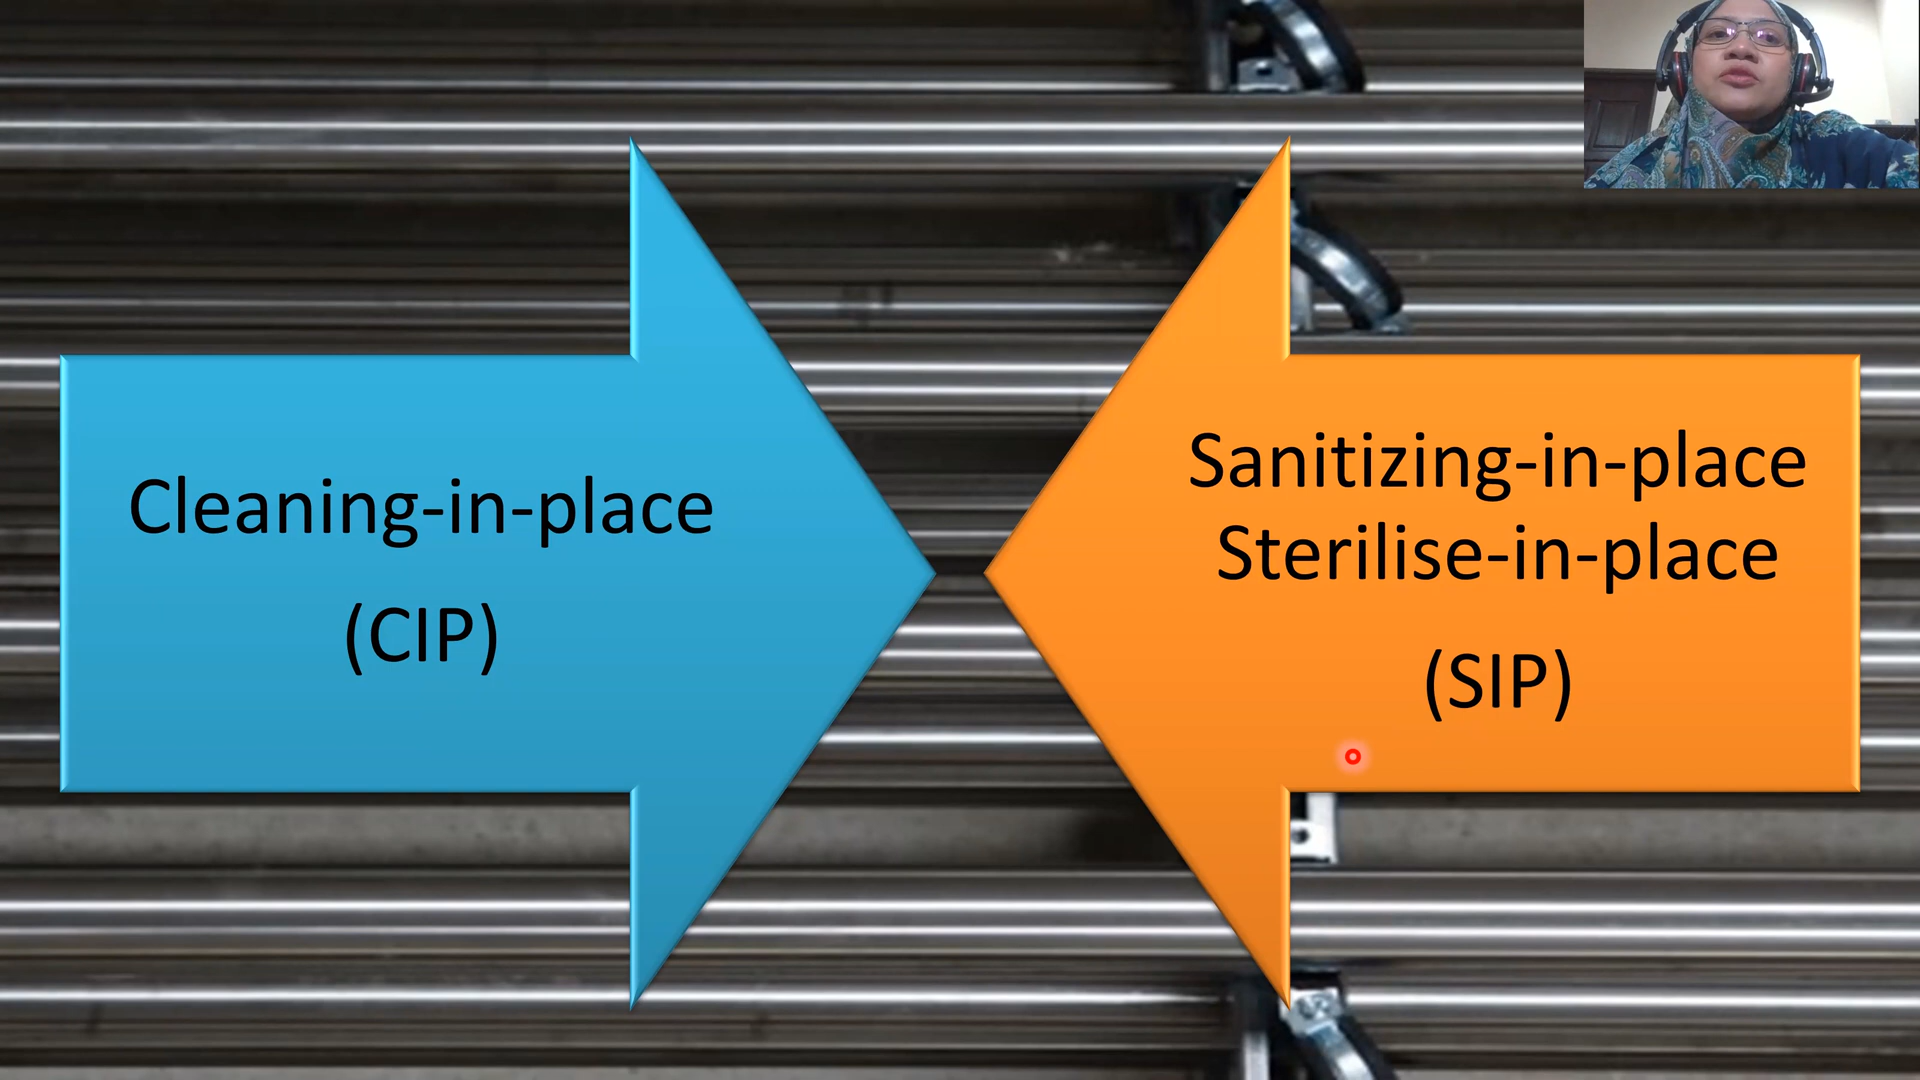 Cleaning-in-place
(CIP)
Sanitizing-in-place
Sterilise-in-place
(SIP)